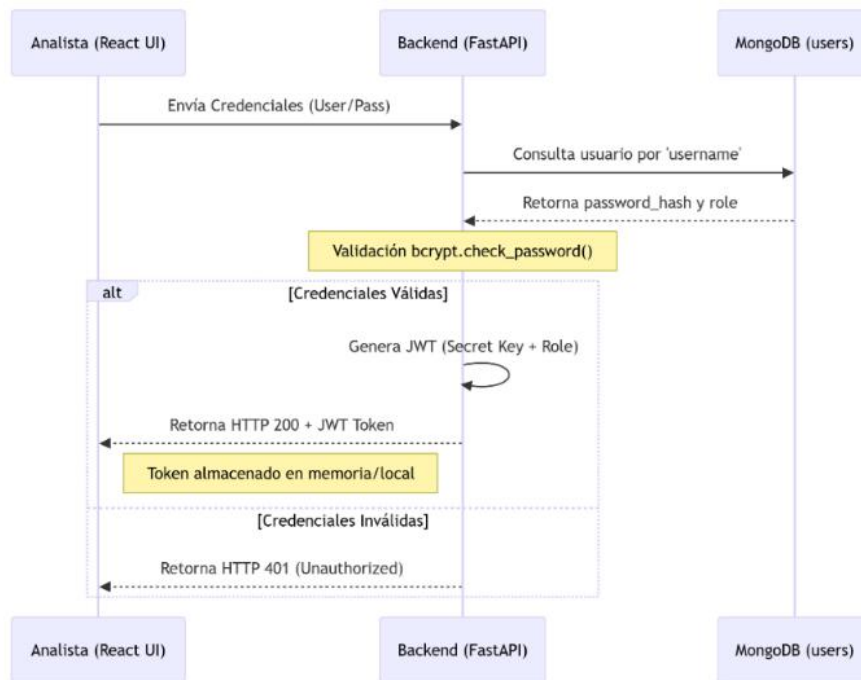 Analista (React UI)
Backend (FastAPI)
MongoDB (users)
Envía Credenciales (User/Pass)
Consulta usuario por 'username'
Retorna password_hash y role
Validación bcrypt.check_password()
alt
[Credenciales Válidas]
Genera JWT (Secret Key + Role)
Retorna HTTP 200 + JWT Token
Token almacenado en memoria/local
[Credenciales Inválidas]
Retorna HTTP 401 (Unauthorized)
Analista (React UI)
Backend (FastAPI)
MongoDB (users)